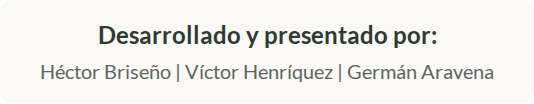 Desarrollado y presentado por:
Héctor Briseño | Víctor Henríquez | Germán Aravena